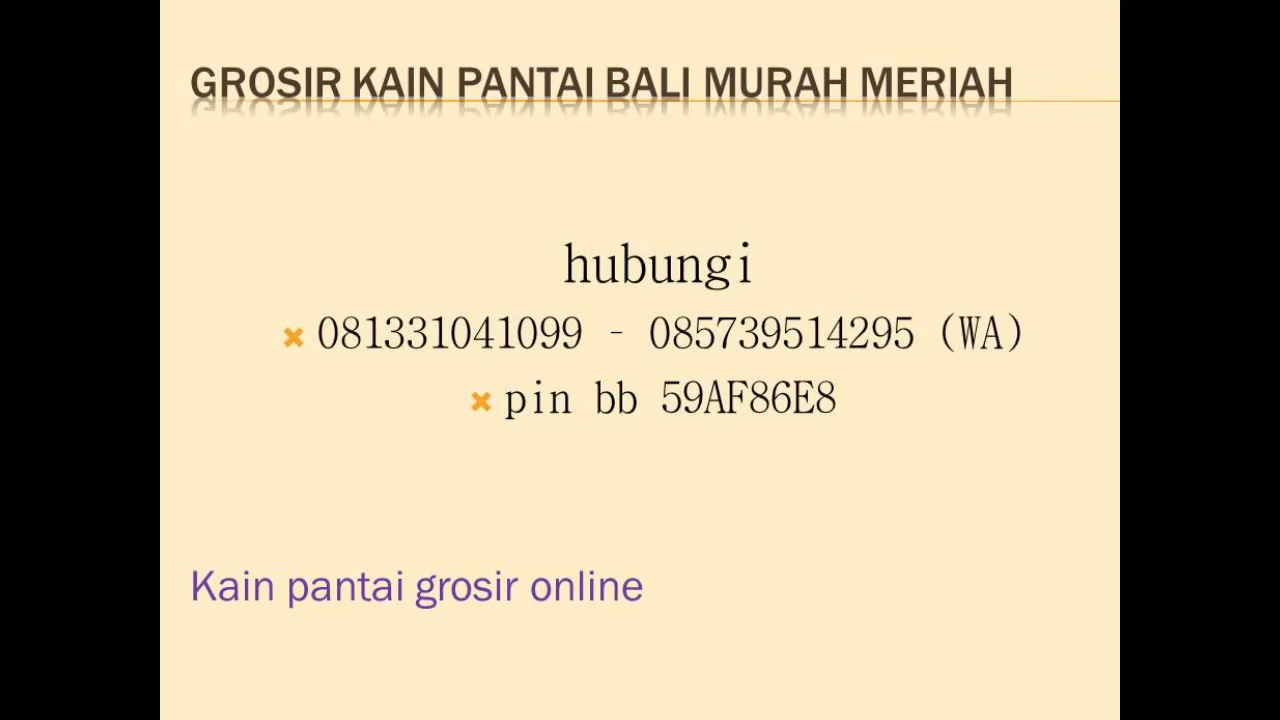 GROSIR KAIN PANTAI BALI MURAH MERIAH
hubungi
081331041099 – 085739514295 (WA)
pin bb 59AF86E8
Kain pantai grosir online